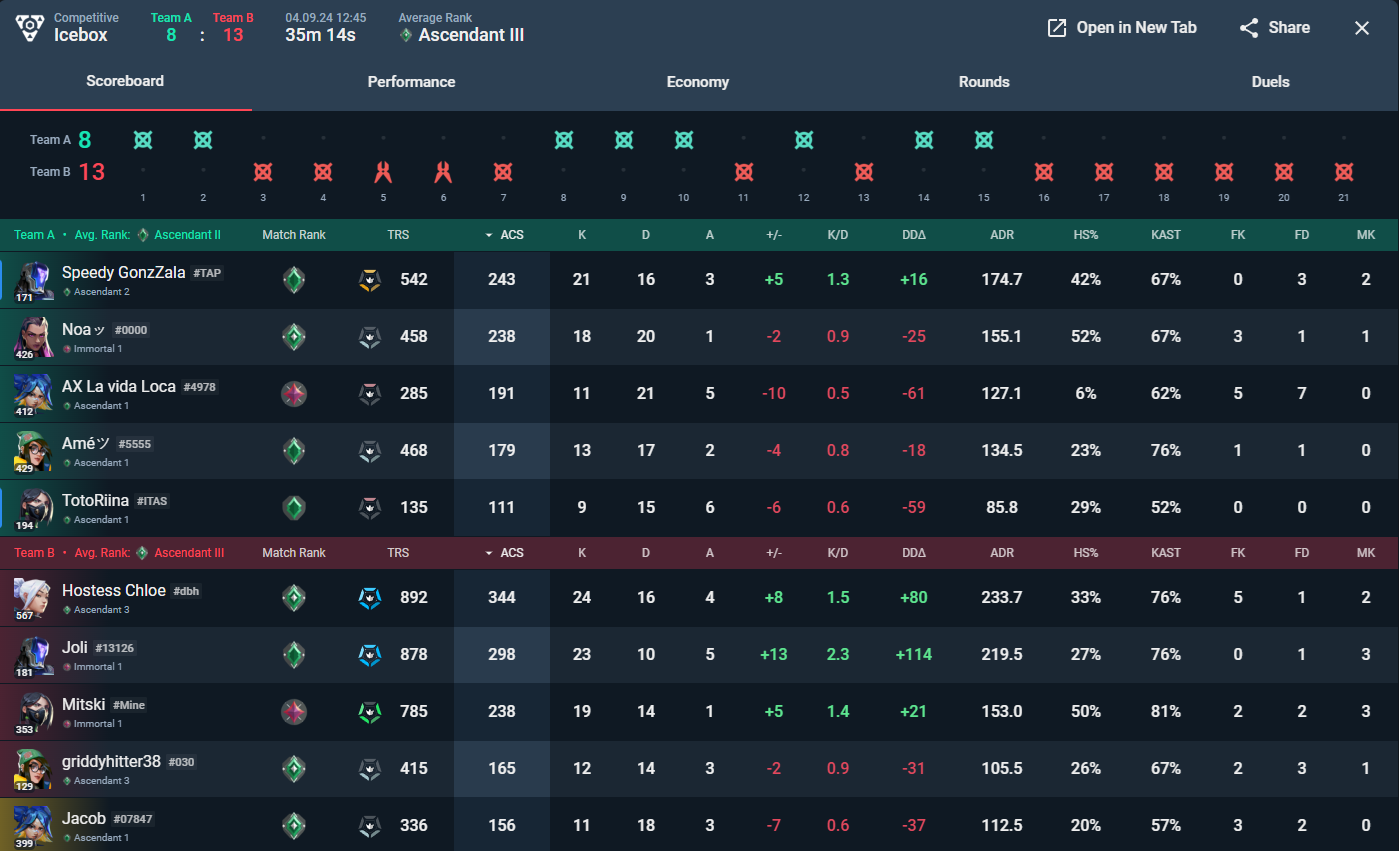 Competitive Team A Team B 04.09.24 12:45 Average Rank
Icebox 8 : 13 35m 14s Ascendant III Open in New Tab Share
Scoreboard Performance Economy Rounds Duels
Team A 8
Team B 13
1 2 3 4 5 6 7 8 9 10 11 12 13 14 15 16 17 18 19 20 21
Team A • Avg. Rank: Ascendant II Match Rank TRS ACS K D A +/- K/D DDΔ ADR HS% KAST FK FD MK
Speedy GonzZala #TAP 542 243 21 16 3 +5 1.3 +16 174.7 42% 67% 0 3 2
171 Ascendant 2
Noaッ #0000 458 238 18 20 1 -2 0.9 -25 155.1 52% 67% 3 1 1
426 Immortal 1
AX La vida Loca #4978 285 191 11 21 5 -10 0.5 -61 127.1 6% 62% 5 7 0
412 Ascendant 1
Améツ #5555 468 179 13 17 2 -4 0.8 -18 134.5 23% 76% 1 1 0
429 Ascendant 1
TotoRiina #ITAS 135 111 9 15 6 -6 0.6 -59 85.8 29% 52% 0 0 0
194 Ascendant 1
Team B • Avg. Rank: Ascendant III Match Rank TRS ACS K D A +/- K/D DDΔ ADR HS% KAST FK FD MK
Hostess Chloe #dbh 892 344 24 16 4 +8 1.5 +80 233.7 33% 76% 5 1 2
567 Ascendant 3
Joli #13126 878 298 23 10 5 +13 2.3 +114 219.5 27% 76% 0 1 3
181 Immortal 1
Mitski #Mine 785 238 19 14 1 +5 1.4 +21 153.0 50% 81% 2 2 3
353 Immortal 1
griddyhitter38 #030 415 165 12 14 3 -2 0.9 -31 105.5 26% 67% 2 3 1
129 Ascendant 3
Jacob #07847 336 156 11 18 3 -7 0.6 -37 112.5 20% 57% 3 2 0
399 Ascendant 1